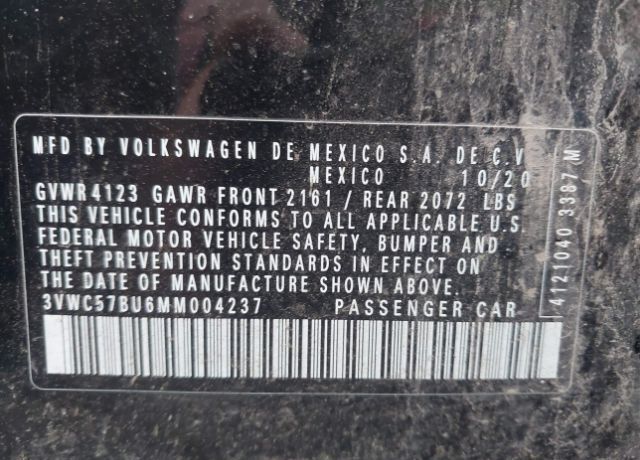 MFD BY VOLKSWAGEN DE MEXICO S.A. DE C.V
MEXICO 10/20
GVWR4123 GAWR FRONT 2161 / REAR 2072 LBS
THIS VEHICLE CONFORMS TO ALL APPLICABLE U.S.
FEDERAL MOTOR VEHICLE SAFETY, BUMPER AND
THEFT PREVENTION STANDARDS IN EFFECT ON
THE DATE OF MANUFACTURE SHOWN ABOVE.
3VWC57BU6MM004237 PASSENGER CAR
4121040 3387 M